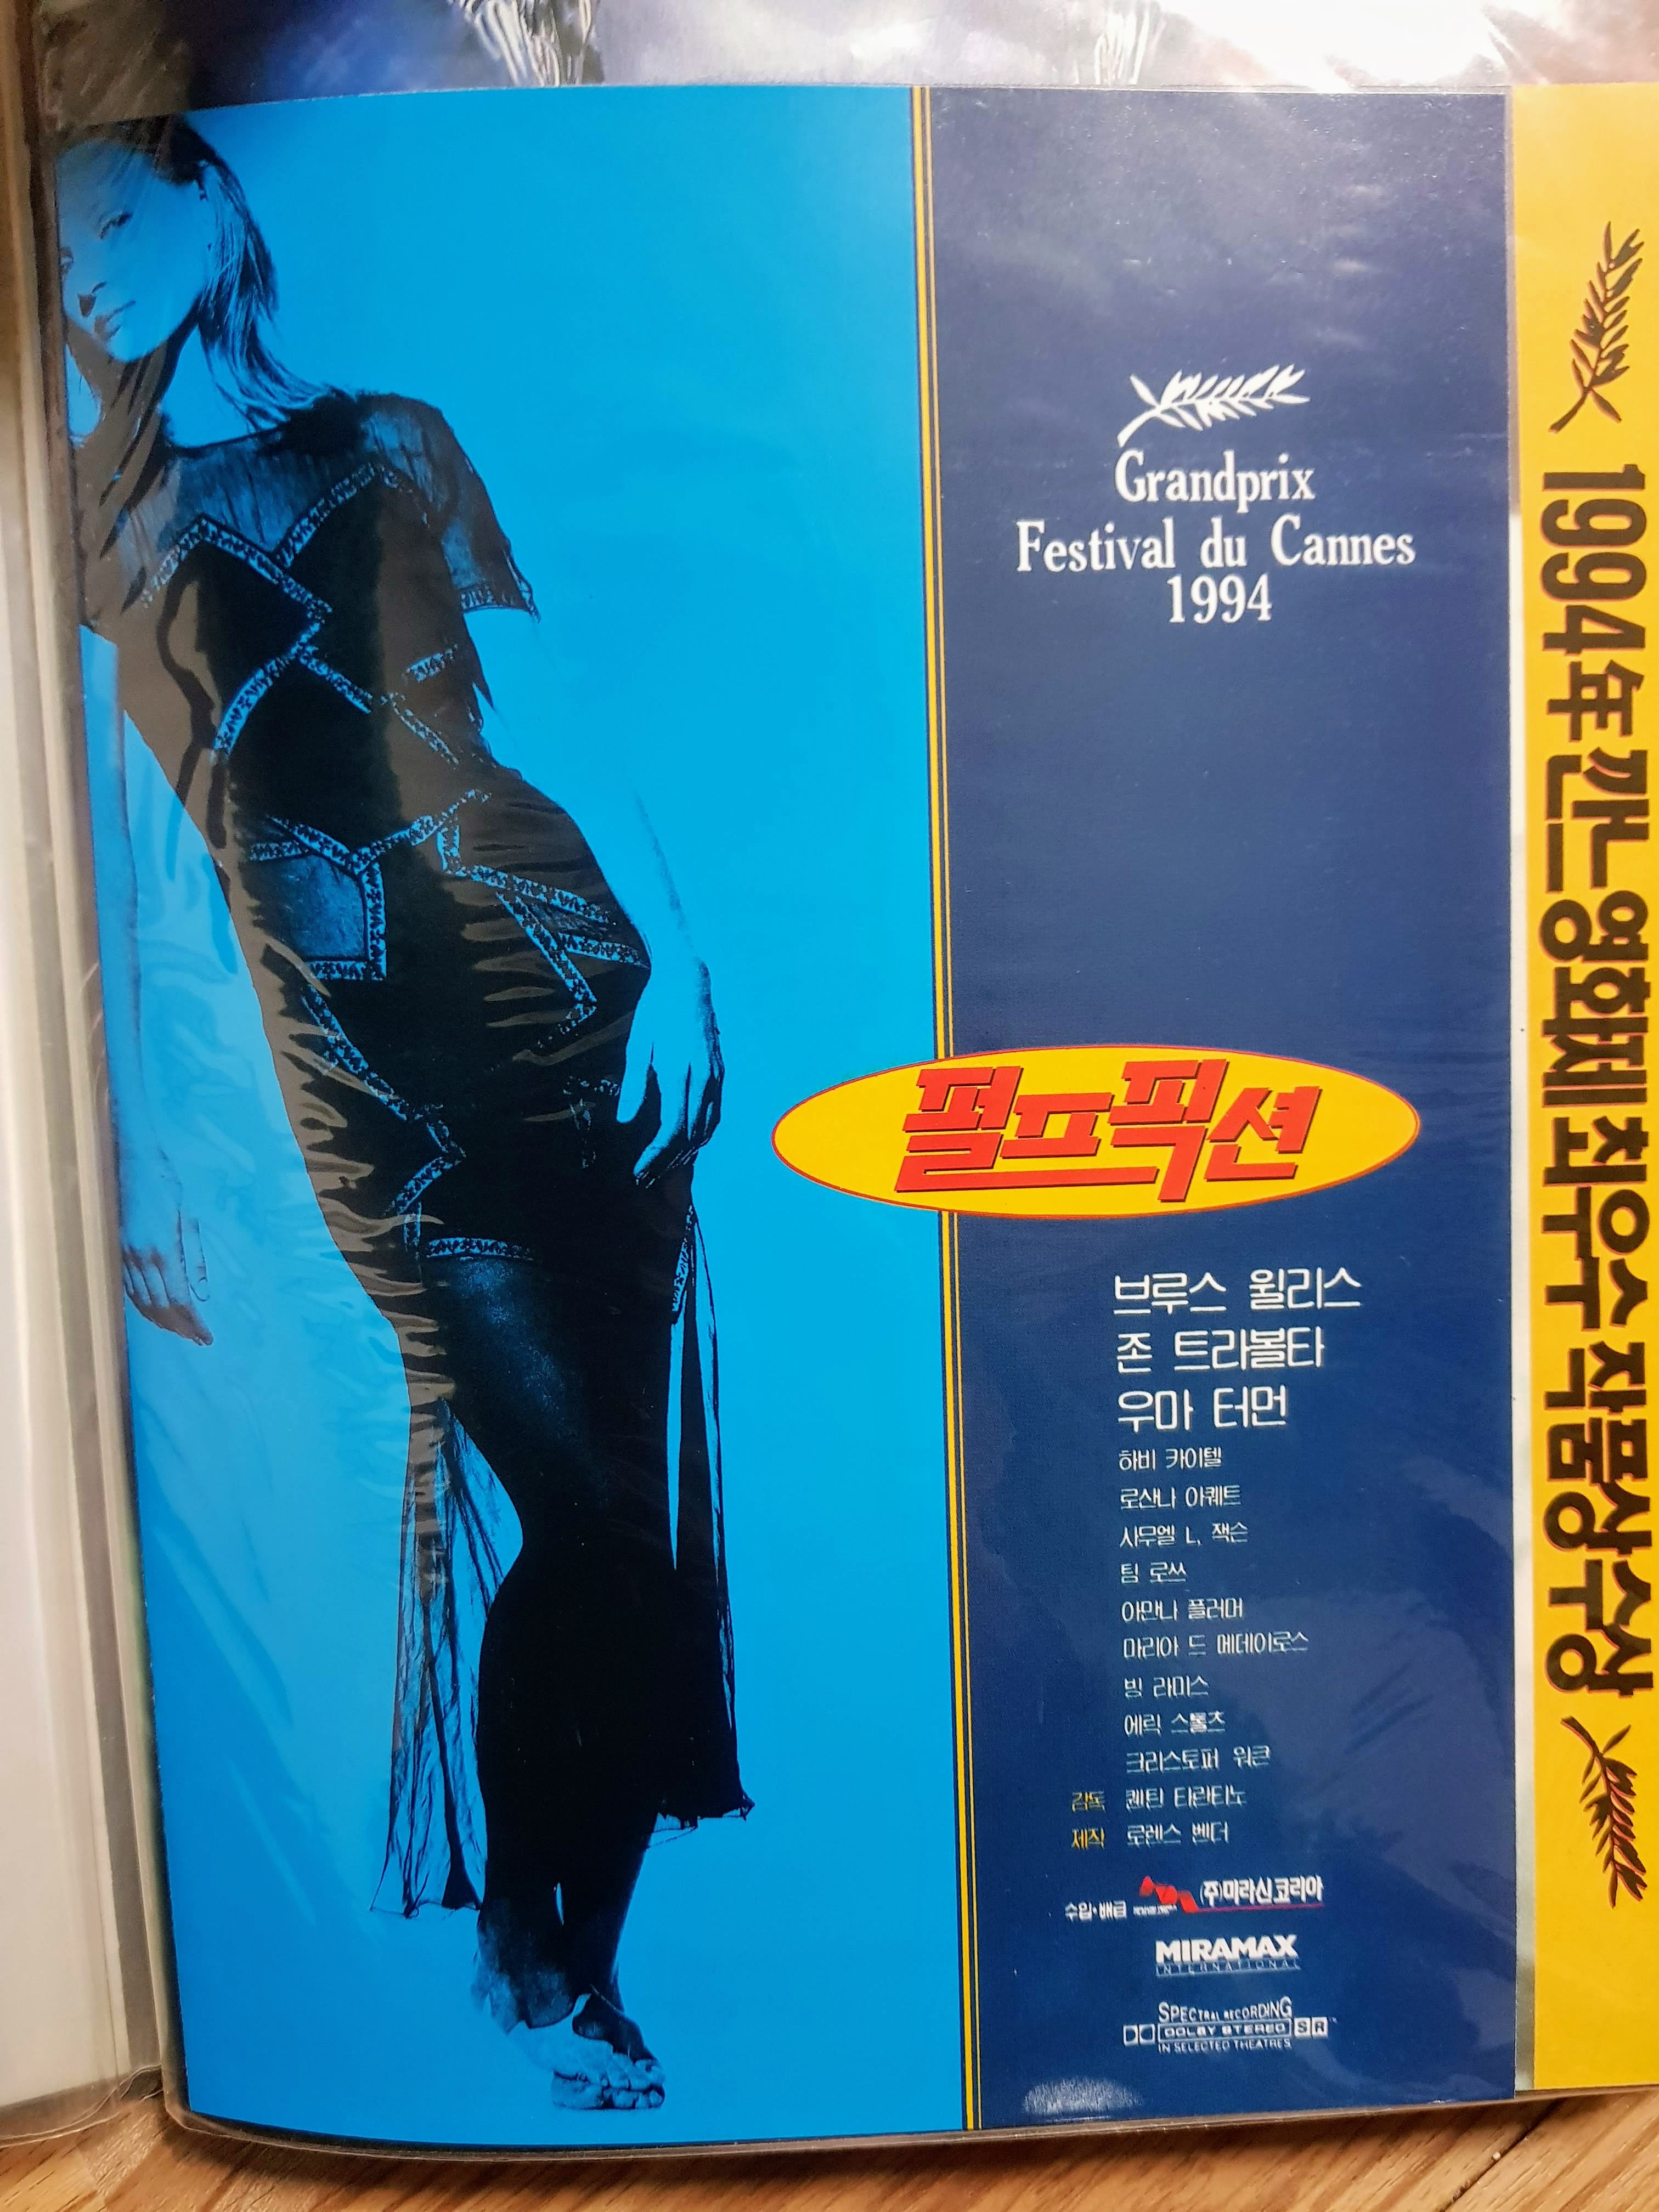 Grandprix
Festival du Cannes
1994
펄프픽션
브루스 윌리스
존 트라볼타
우마 터먼
하비 카이텔
로산나 아퀘트
사무엘 L. 잭슨
팀 로쓰
아만나 플러머
마리아 드 메데이로스
빙 라미스
에릭 스톨츠
크리스토퍼 워큰
감독 퀜틴 타란티노
제작 로렌스 벤더
수입·배급 (주)미라신코리아
MIRAMAX
INTERNATIONAL
SPECTRAL RECORDING
DOLBY STEREO SR
IN SELECTED THEATRES
1994年 깐느영화제 최우수 작품상 수상